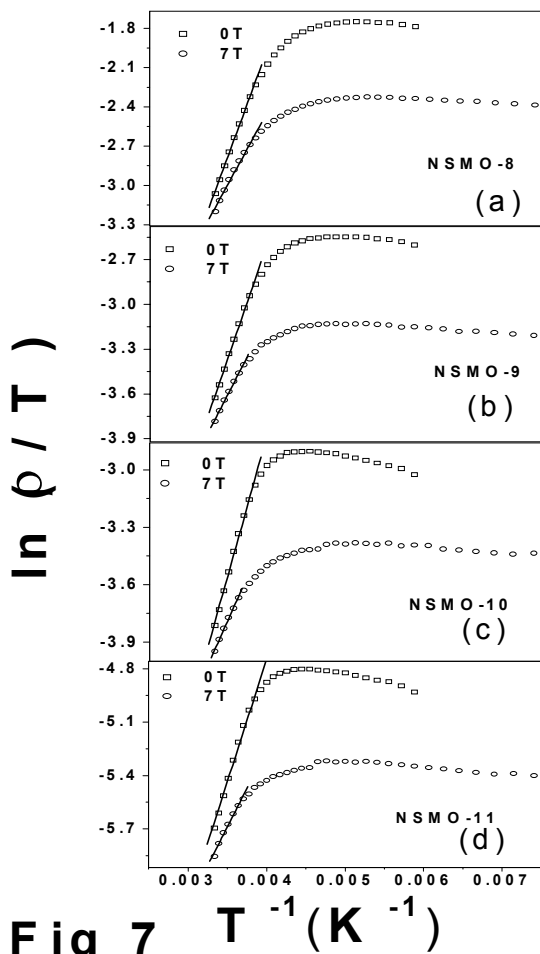 -1.8
-2.1
-2.4
-2.7
-3.0
-3.3
0 T
7 T
NSMO-8
(a)
-2.7
-3.0
-3.3
-3.6
-3.9
0 T
7 T
NSMO-9
(b)
-3.0
-3.3
-3.6
-3.9
0 T
7 T
NSMO-10
(c)
-4.8
-5.1
-5.4
-5.7
0 T
7 T
NSMO-11
(d)
0.003 0.004 0.005 0.006 0.007
ln (ρ/T)
T⁻¹(K⁻¹)
Fig 7